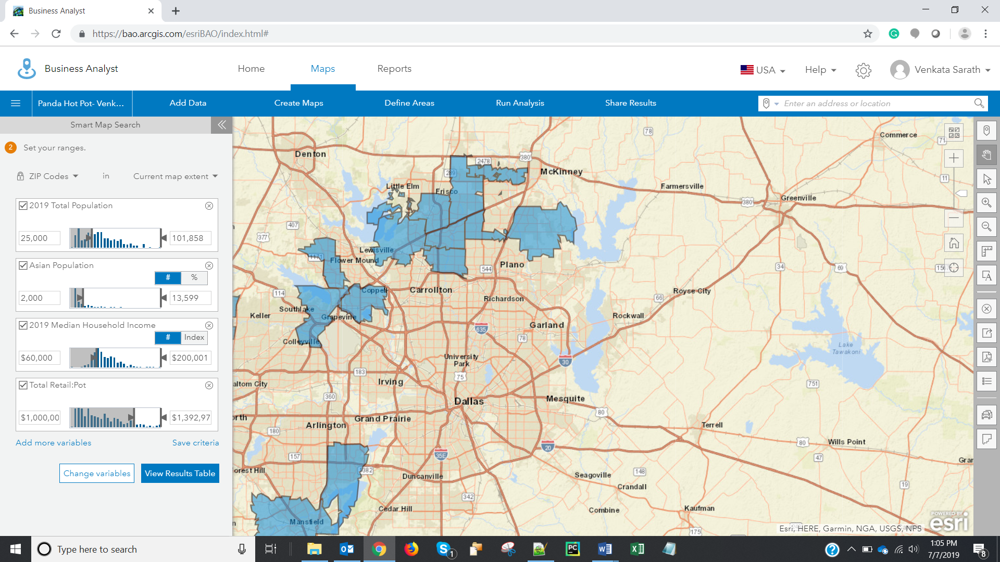 Business Analyst
https://bao.arcgis.com/esriBAO/index.html#
Business Analyst
Home
Maps
Reports
USA
Help
Venkata Sarath
Panda Hot Pot- Venk...
Add Data
Create Maps
Define Areas
Run Analysis
Share Results
Enter an address or location
Smart Map Search
2 Set your ranges.
ZIP Codes in Current map extent
2019 Total Population
25,000 101,858
Asian Population
# %
2,000 13,599
2019 Median Household Income
# Index
$60,000 $200,001
Total Retail:Pot
$1,000,00 $1,392,97
Add more variables Save criteria
Change variables View Results Table
78
Commerce
71
Denton
2478
380
McKinney
289
11
Little Elm
Frisco
Farmersville
380
Greenville
407
377
Lewisville
1171
Flower Mound
544
Plano
34
69
156
114
Coppell
Carrollton
Richardson
Royse City
66
Keller
Southlake
Grapevine
Rockwall
635
Garland
78
Colleyville
Lake
Tawakoni
University
Park
30
183
75
altom City
Irving
751
360
Dallas
Mesquite
80
orth
Grand Prairie
Arlington
180
Terrell
80
Wills Point
20
35E
157
47
Gran
orest Hill
1382
Duncanville
Seagoville
148
Crandall
19
342
Cedar Hill
Combine
Kaufman
n
Mansfield
175
POWERED BY
esri
Esri, HERE, Garmin, NGA, USGS, NPS
Type here to search
1
PC
1:05 PM
7/7/2019
8